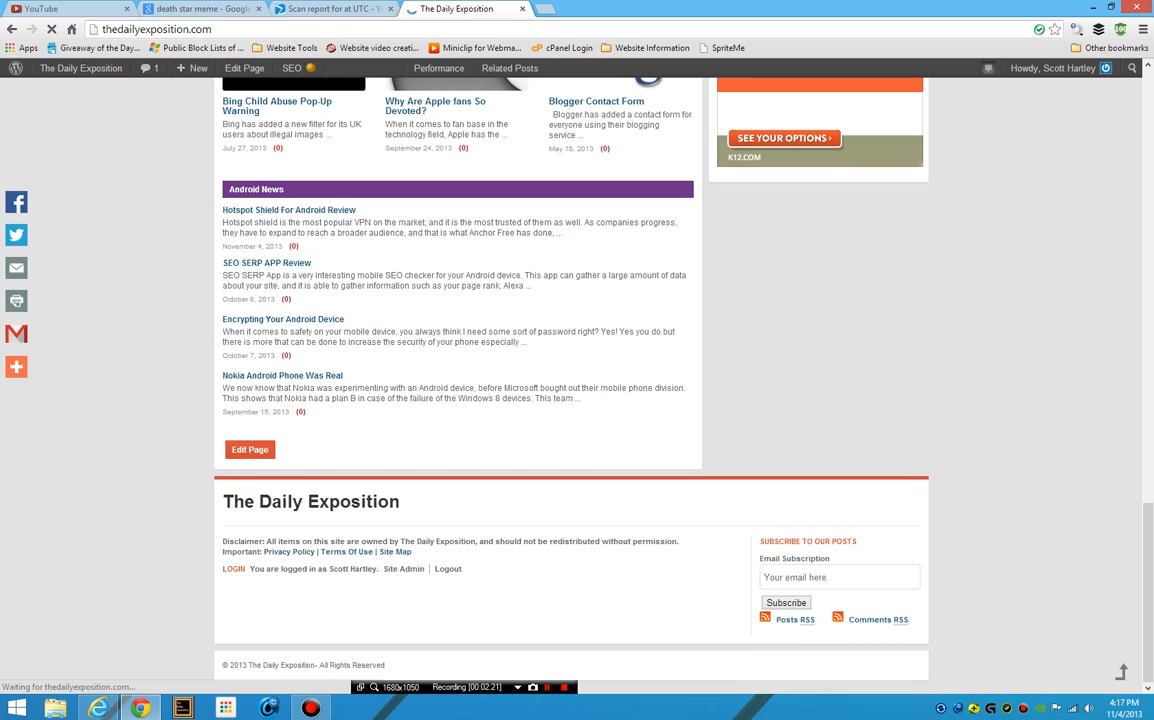 YouTube
death star meme - Google
Scan report for at UTC - W
The Daily Exposition
thedailyexposition.com
Apps
Giveaway of the Day...
Public Block Lists of ...
Website Tools
Website video creati...
Miniclip for Webma...
cPanel Login
Website Information
SpriteMe
Other bookmarks
The Daily Exposition
1
New
Edit Page
SEO
Performance
Related Posts
Howdy, Scott Hartley
Bing Child Abuse Pop-Up
Warning
Bing has added a new filter for its UK
users about illegal images ...
July 27, 2013 (0)
Why Are Apple fans So
Devoted?
When it comes to fan base in the
technology field, Apple has the ...
September 24, 2013 (0)
Blogger Contact Form
Blogger has added a contact form for
everyone using their blogging
service ...
May 10, 2013 (0)
SEE YOUR OPTIONS ›
K12.COM
Android News
Hotspot Shield For Android Review
Hotspot shield is the most popular VPN on the market, and it is the most trusted of them as well. As companies progress,
they have to expand to reach a broader audience, and that is what Anchor Free has done, ...
November 4, 2013 (0)
SEO SERP APP Review
SEO SERP App is a very interesting mobile SEO checker for your Android device. This app can gather a large amount of data
about your site, and it is able to gather information such as your page rank, Alexa ...
October 8, 2013 (0)
Encrypting Your Android Device
When it comes to safety on your mobile device, you always think I need some sort of password right? Yes! Yes you do but
there is more that can be done to increase the security of your phone especially ...
October 7, 2013 (0)
Nokia Android Phone Was Real
We now know that Nokia was experimenting with an Android device, before Microsoft bought out their mobile phone division.
This shows that Nokia had a plan B in case of the failure of the Windows 8 devices. This team ...
September 15, 2013 (0)
Edit Page
The Daily Exposition
Disclaimer: All items on this site are owned by The Daily Exposition, and should not be redistributed without permission.
Important: Privacy Policy | Terms Of Use | Site Map
LOGIN You are logged in as Scott Hartley. Site Admin | Logout
SUBSCRIBE TO OUR POSTS
Email Subscription
Your email here
Subscribe
Posts RSS
Comments RSS
© 2013 The Daily Exposition- All Rights Reserved
Waiting for thedailyexposition.com...
1680x1050
Recording [00:02:21]
4:17 PM
11/4/2013